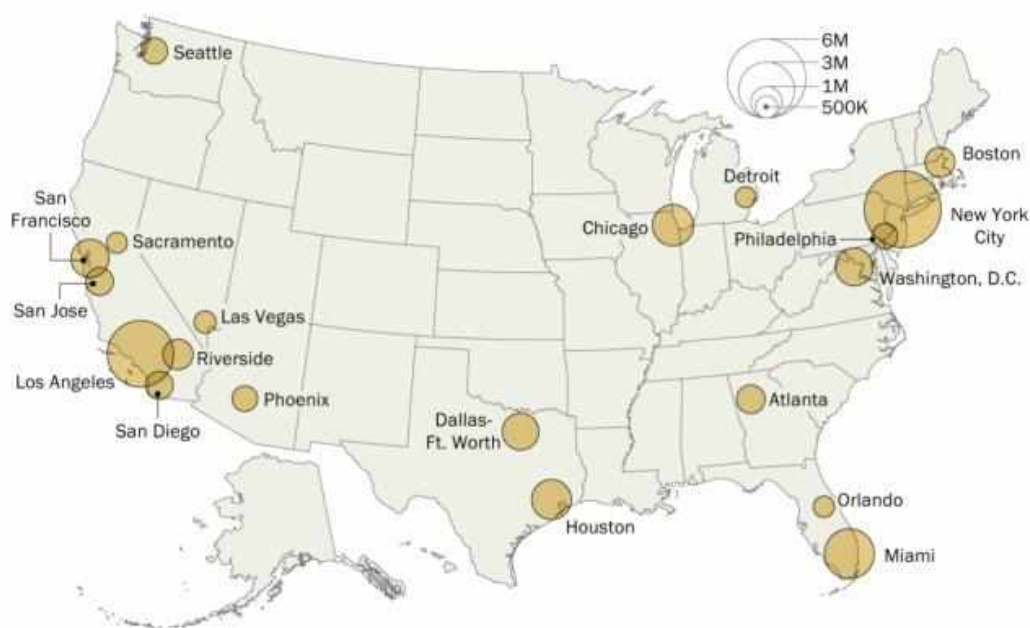 Seattle
6M
3M
1M
500K
Boston
Detroit
San
Francisco
Sacramento
Chicago
New York
City
Philadelphia
Washington, D.C.
San Jose
Las Vegas
Riverside
Los Angeles
Phoenix
Atlanta
San Diego
Dallas-
Ft. Worth
Orlando
Houston
Miami